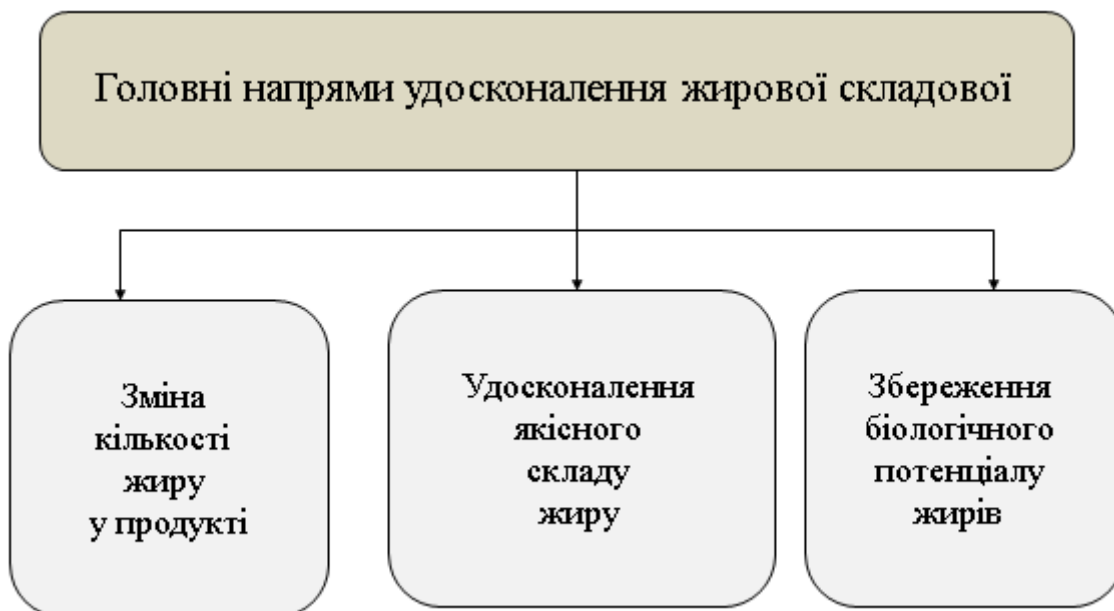 Головні напрями удосконалення жирової складової
Зміна
кількості
жиру
у продукті
Удосконалення
якісного
складу
жиру
Збереження
біологічного
потенціалу
жирів